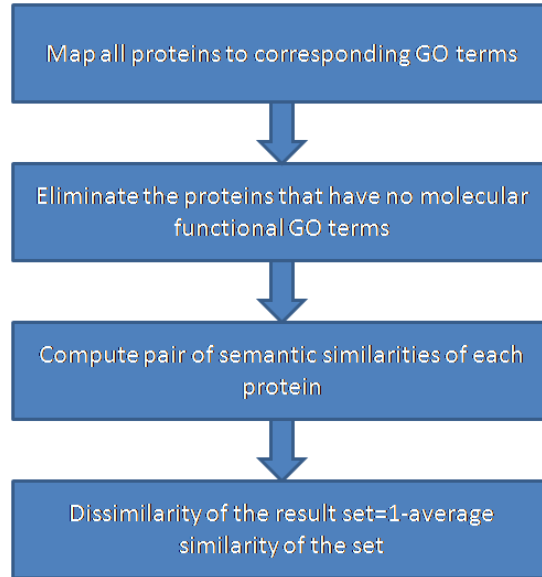 Map all proteins to corresponding GO terms
Eliminate the proteins that have no molecular
functional GO terms
Compute pair of semantic similarities of each
protein
Dissimilarity of the result set=1-average
similarity of the set